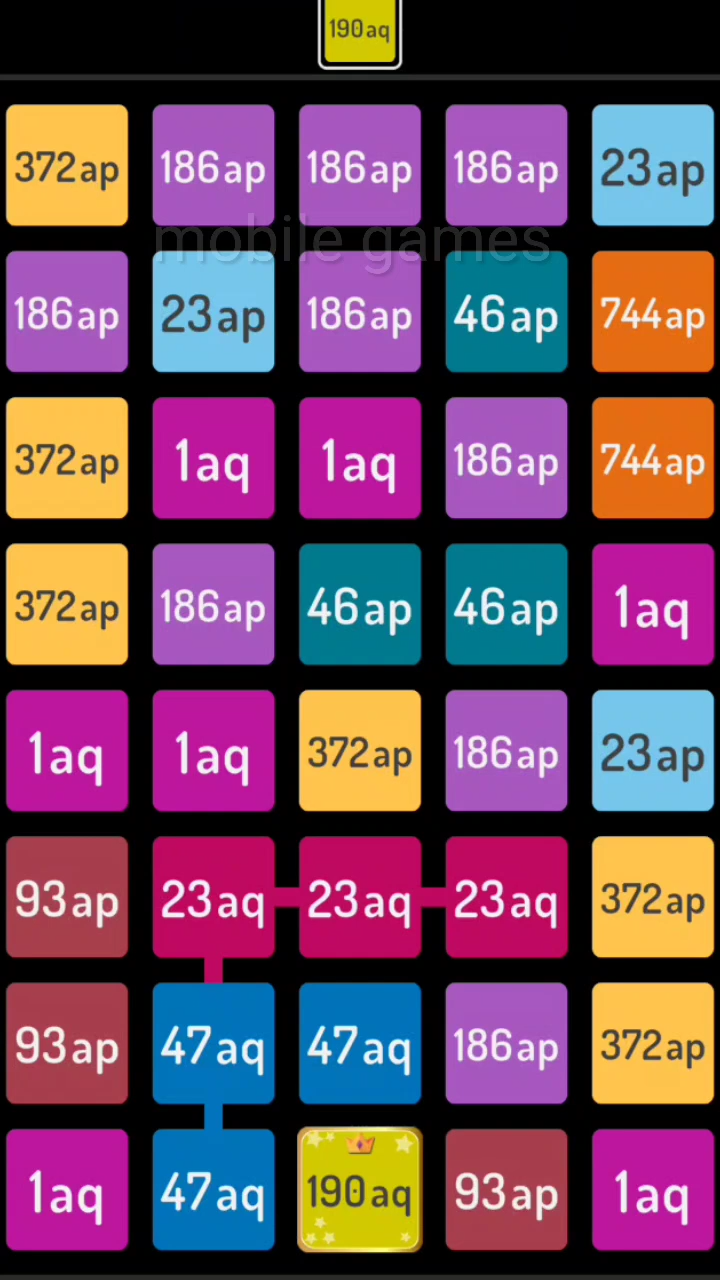 190aq
372ap 186ap 186ap 186ap 23ap
mobile games
186ap 23ap 186ap 46ap 744ap
372ap 1aq 1aq 186ap 744ap
372ap 186ap 46ap 46ap 1aq
1aq 1aq 372ap 186ap 23ap
93ap 23aq 23aq 23aq 372ap
93ap 47aq 47aq 186ap 372ap
1aq 47aq 190aq 93ap 1aq